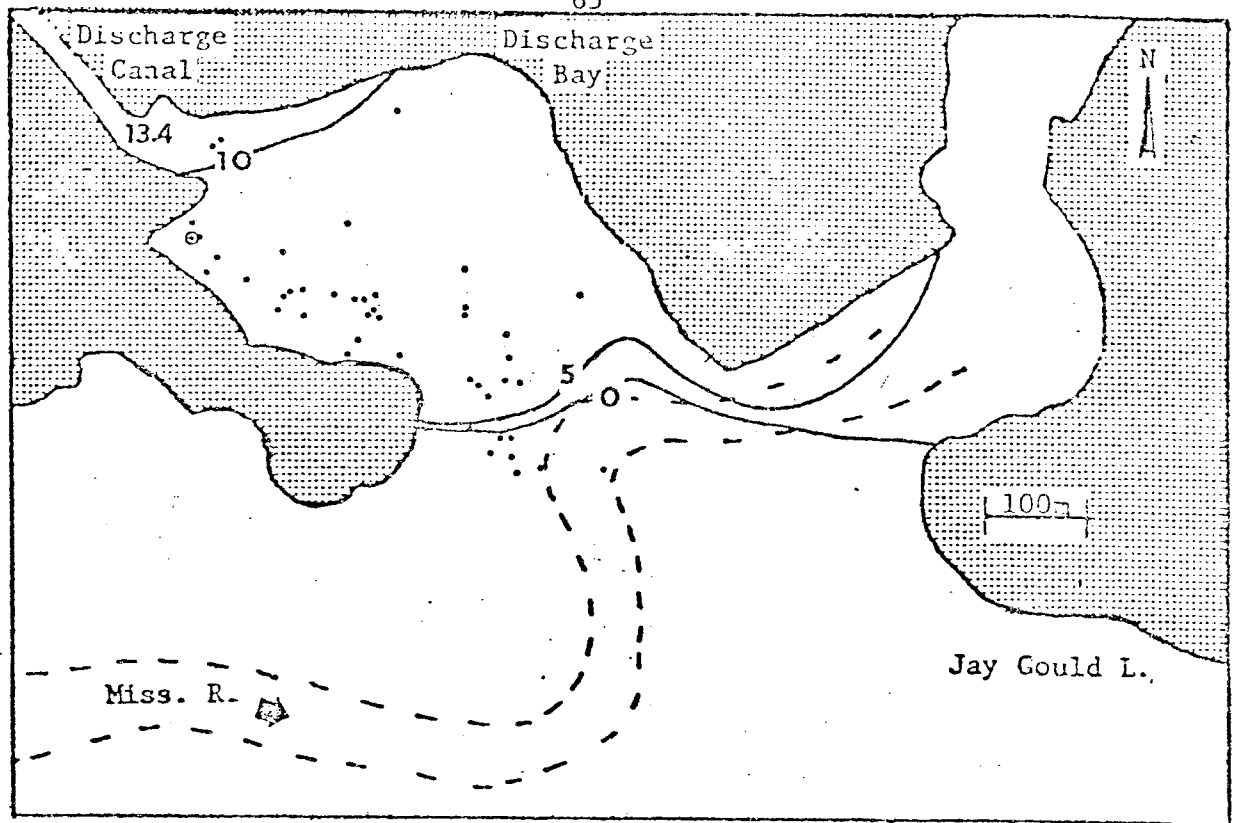 Discharge
Canal
Discharge
Bay
N
13.4
10
5
0
100m
Jay Gould L.
Miss. R.